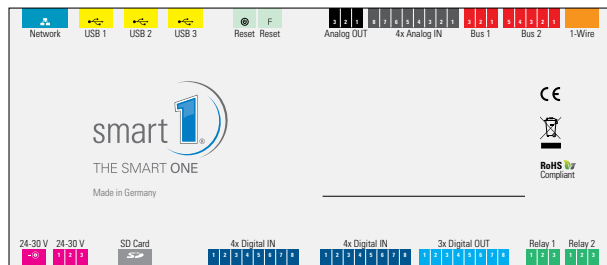 F
3 2 1 8 7 6 5 4 3 2 1 3 2 1 5 4 3 2 1
Network USB 1 USB 2 USB 3 Reset Reset Analog OUT 4x Analog IN Bus 1 Bus 2 1-Wire
CE
smart 1.®
THE SMART ONE
RoHS
Compliant
Made in Germany
24-30 V 24-30 V SD Card 4x Digital IN 4x Digital IN 3x Digital OUT Relay 1 Relay 2
1 2 3 SD 1 2 3 4 5 6 7 8 1 2 3 4 5 6 7 8 1 2 3 4 5 6 7 8 1 2 3 1 2 3